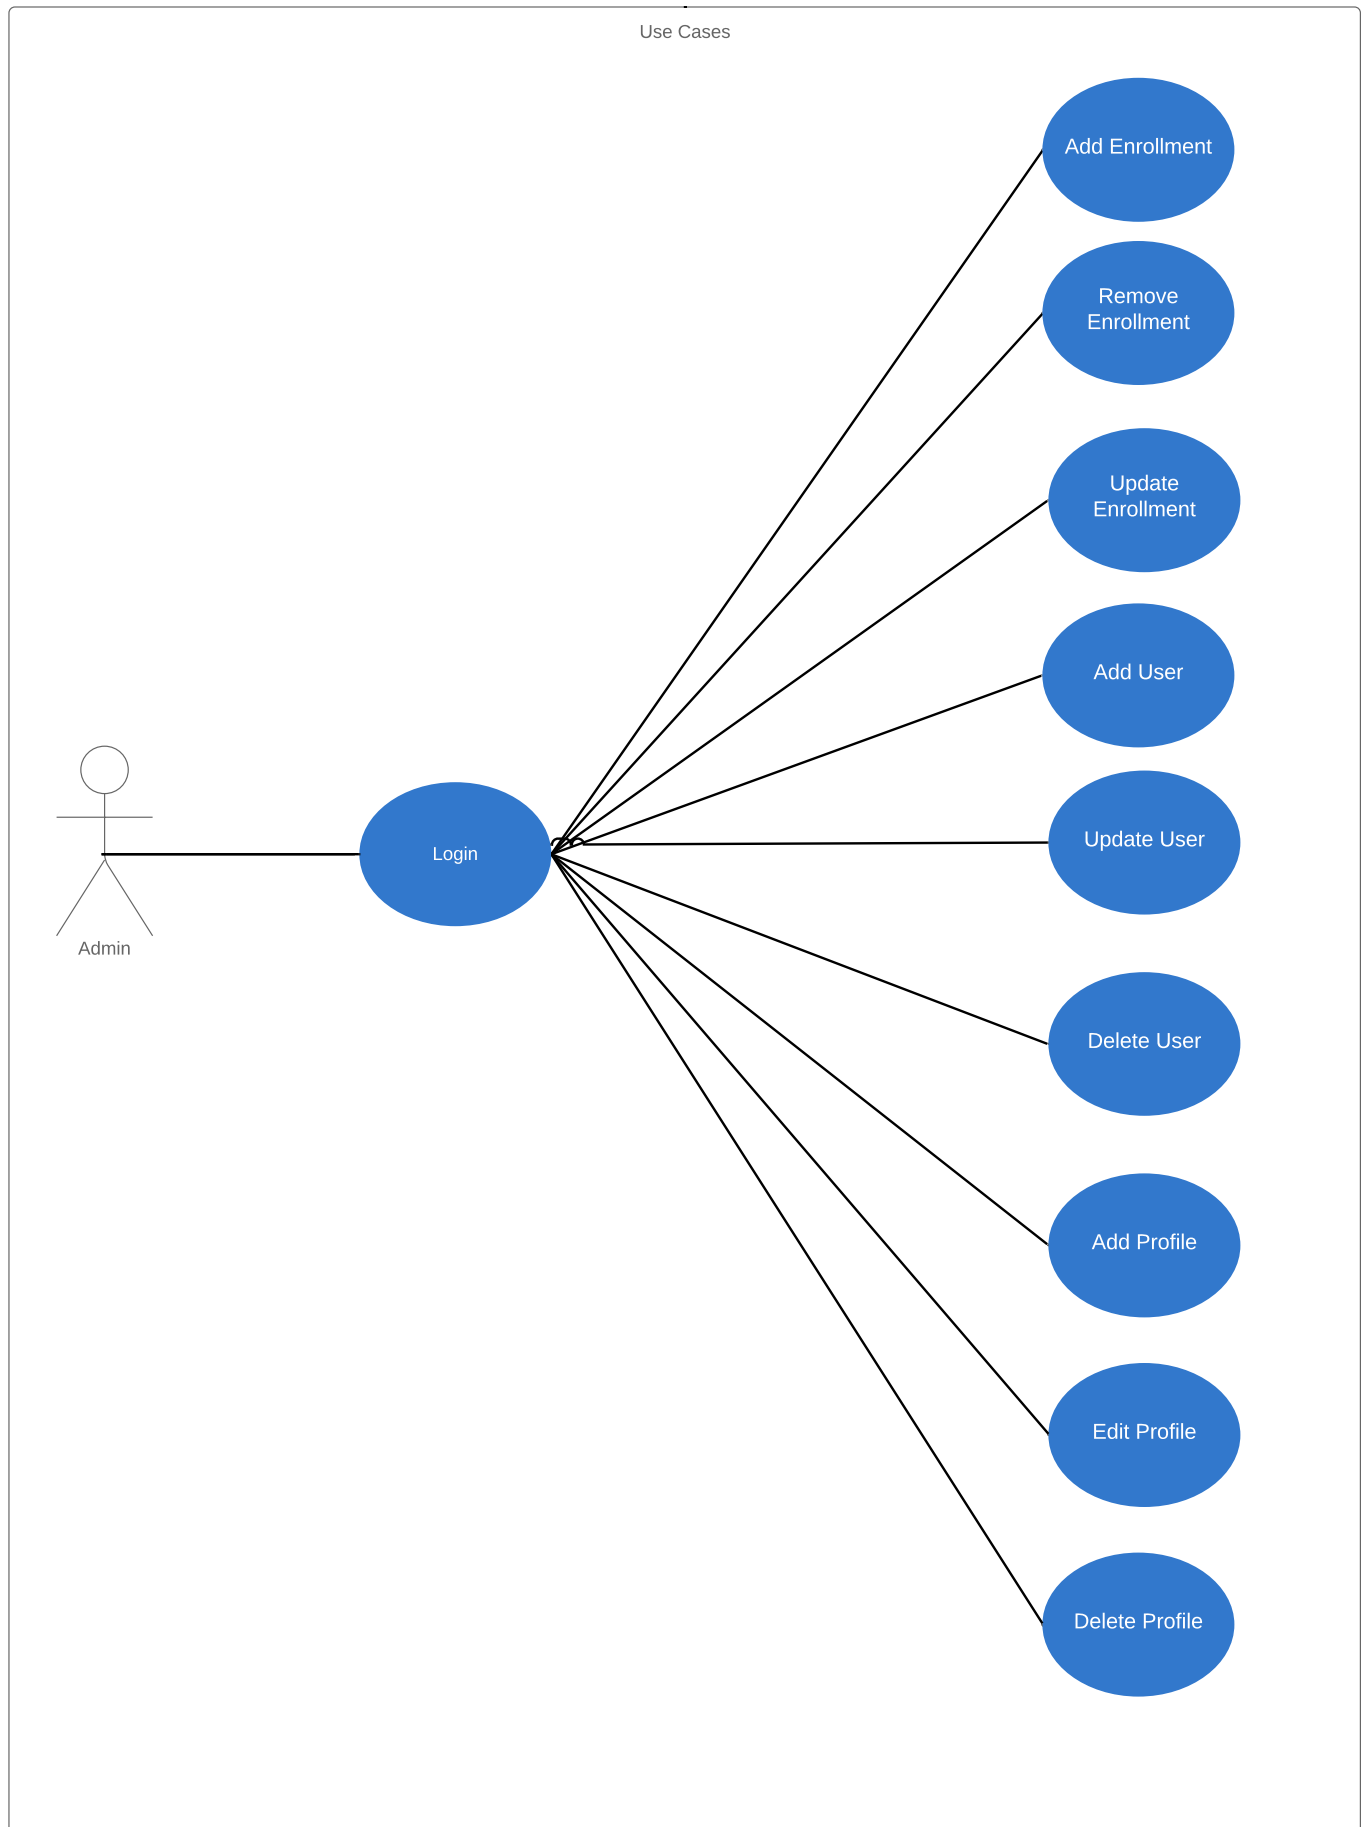 Use Cases
Add Enrollment
Remove
Enrollment
Update
Enrollment
Add User
Update User
Login
Admin
Delete User
Add Profile
Edit Profile
Delete Profile